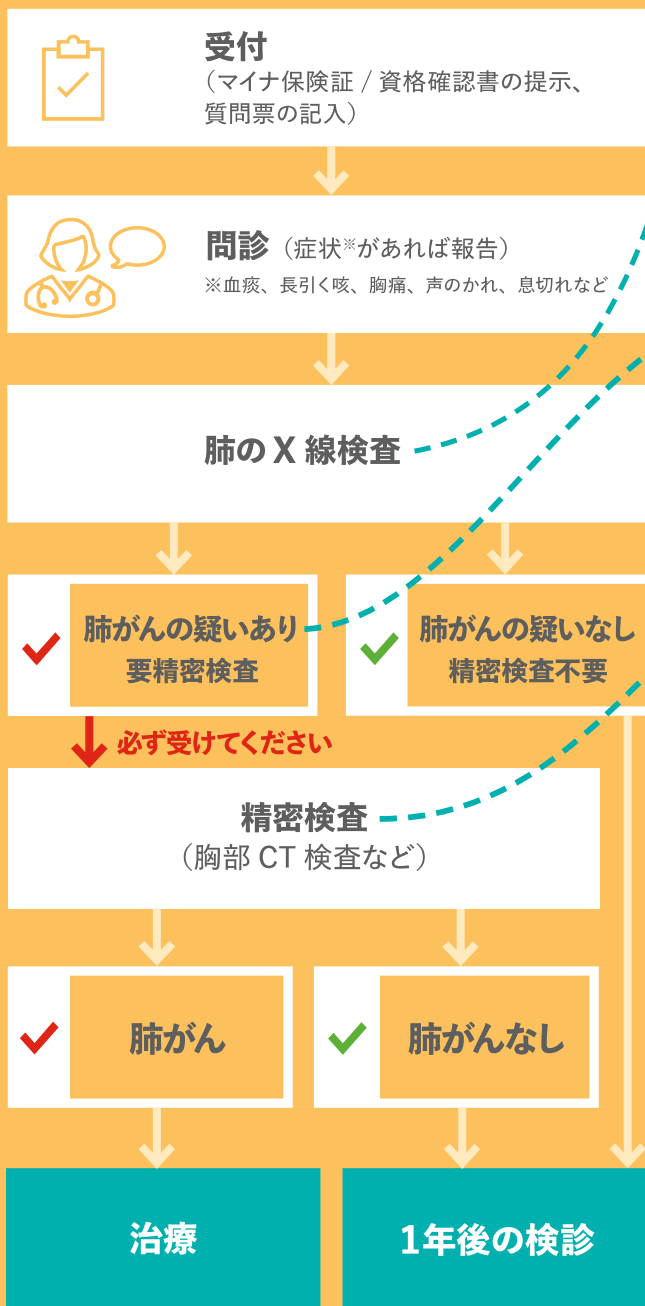 受付
（マイナ保険証 / 資格確認書の提示、
質問票の記入）
問診（症状※があれば報告）
※血痰、長引く咳、胸痛、声のかれ、息切れなど
肺のX 線検査
肺がんの疑いあり
要精密検査
肺がんの疑いなし
精密検査不要
必ず受けてください
精密検査
（胸部 CT 検査など）
肺がん
肺がんなし
治療
1年後の検診